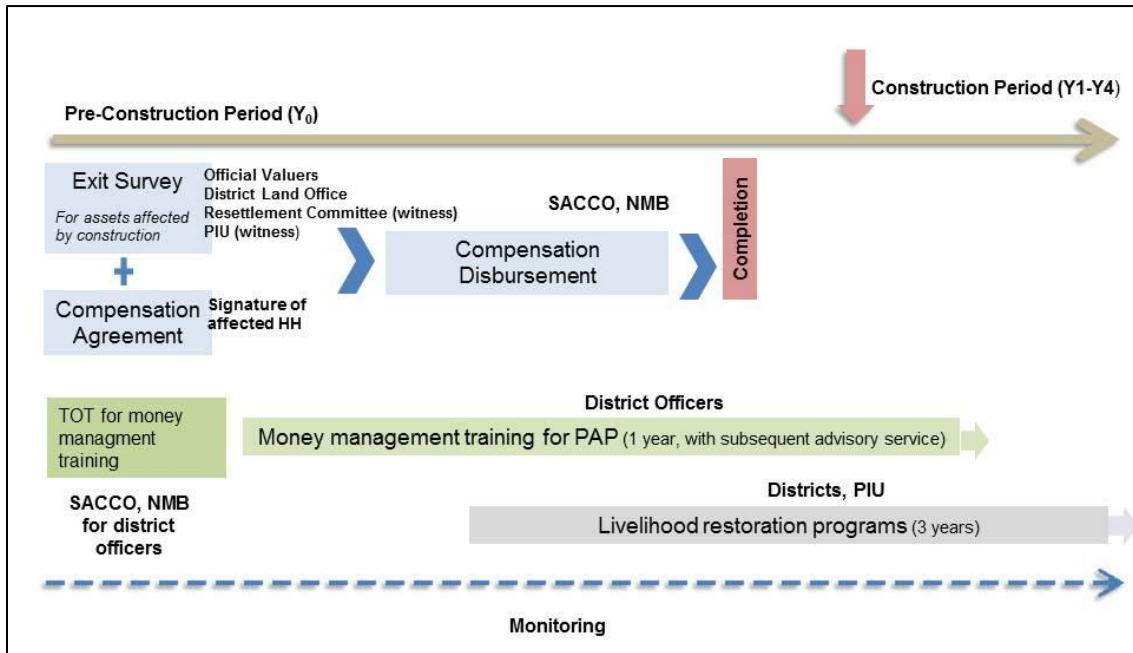 Construction Period (Y1-Y4)
Pre-Construction Period (Y₀)
Exit Survey
For assets affected
by construction
Official Valuers
District Land Office
Resettlement Committee (witness)
PIU (witness)
SACCO, NMB
Compensation
Disbursement
Completion
+
Compensation
Agreement
Signature of
affected HH
TOT for money
managment
training
District Officers
Money management training for PAP (1 year, with subsequent advisory service)
SACCO, NMB
for district
officers
Districts, PIU
Livelihood restoration programs (3 years)
Monitoring